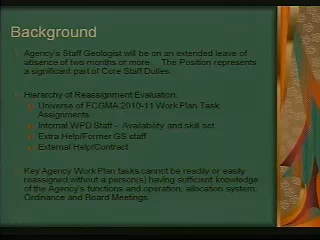 Background
Agency's Staff Geologist will be on an extended leave of
absence of two months or more. The Position represents
a significant part of Core Staff Duties.
Hierarchy of Reassignment Evaluation:
Universe of FCGMA 2010-11 Work Plan Task
Assignments
Internal WPD Staff - Availability and skill set
Extra Help/Former GS staff
External Help/Contract
Key Agency Work Plan tasks cannot be readily or easily
reassigned without a person(s) having sufficient knowledge
of the Agency's functions and operation, allocation system,
Ordinance and Board Meetings.